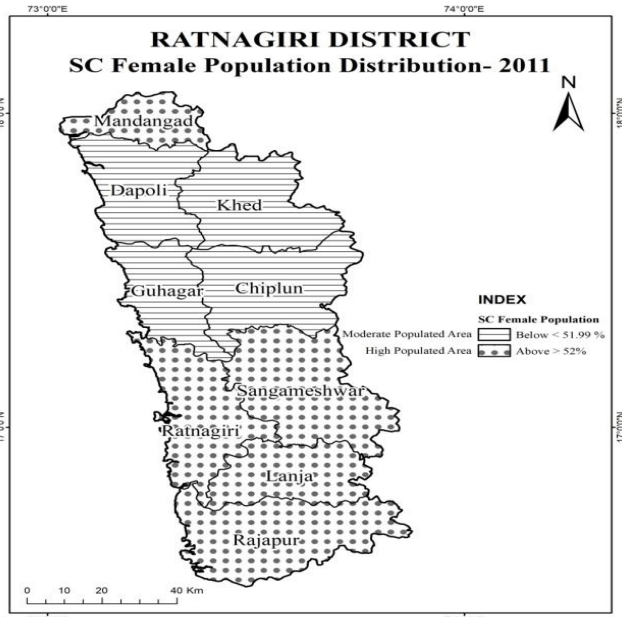 73°0'0"E 74°0'0"E
RATNAGIRI DISTRICT
SC Female Population Distribution- 2011
N
Mandangad
Dapoli
Khed
Guhagar
Chiplun
INDEX
SC Female Population
Moderate Populated Area Below < 51.99 %
High Populated Area Above > 52%
Sangameshwar
Ratnagiri
Lanja
Rajapur
0 10 20 40 Km